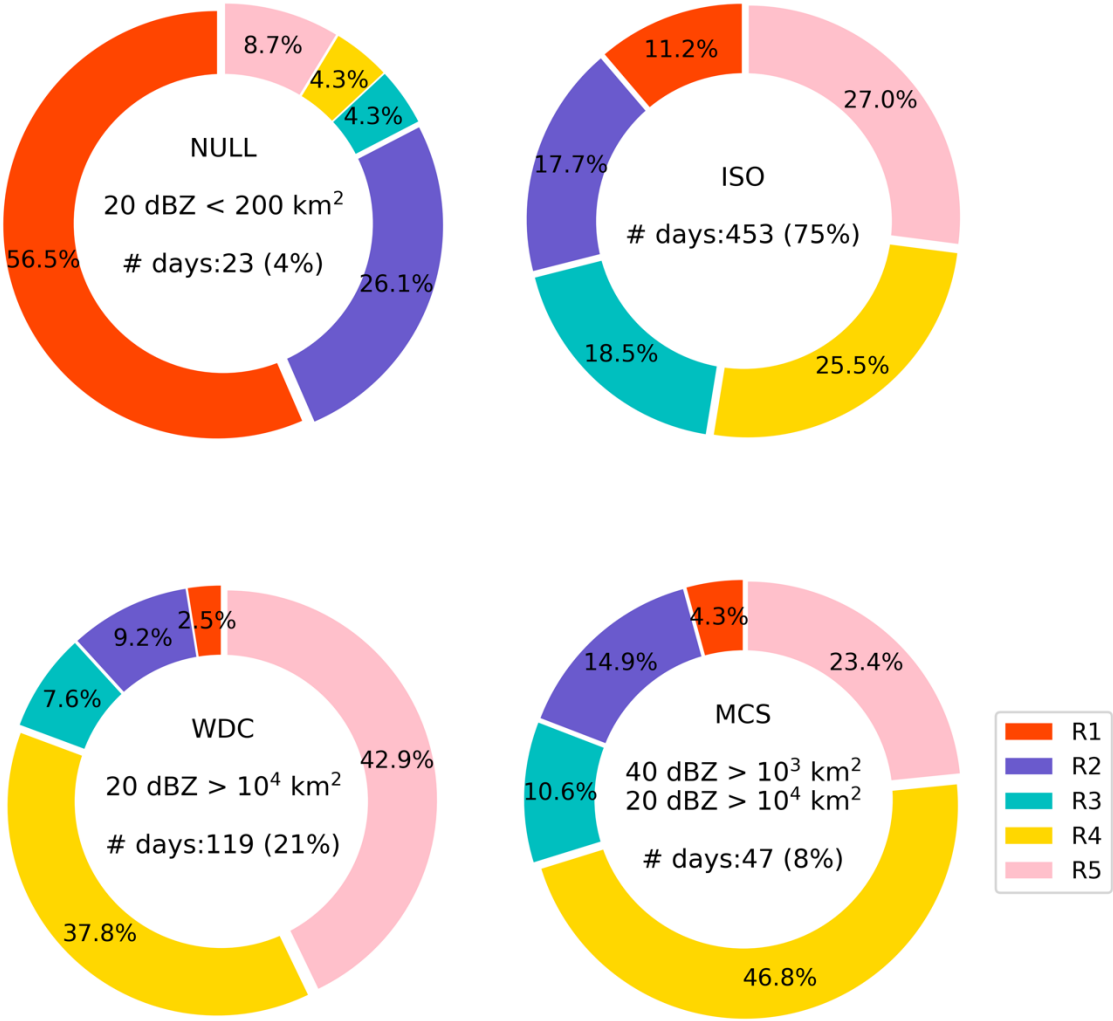 8.7%
4.3%
4.3%
26.1%
56.5%
NULL
20 dBZ < 200 km²
# days:23 (4%)
11.2%
27.0%
17.7%
18.5%
25.5%
ISO
# days:453 (75%)
2.5%
9.2%
7.6%
42.9%
37.8%
WDC
20 dBZ > 10⁴ km²
# days:119 (21%)
4.3%
23.4%
14.9%
10.6%
46.8%
MCS
40 dBZ > 10³ km²
20 dBZ > 10⁴ km²
# days:47 (8%)
R1
R2
R3
R4
R5